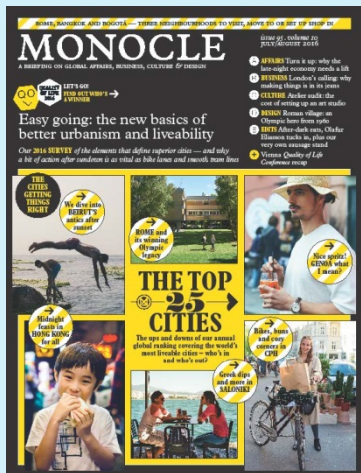 ROME, BANGKOK AND BOGOTÁ — THREE NEIGHBOURHOODS TO VISIT, MOVE TO OR SET UP SHOP IN
MONOCLE
A BRIEFING ON GLOBAL AFFAIRS, BUSINESS, CULTURE & DESIGN
issue 95 . volume 10
JULY/AUGUST 2016
QUALITY
OF LIFE
2016
LET'S GO!
FIND OUT WHO'S
A WINNER
Easy going: the new basics of
better urbanism and liveability
Our 2016 SURVEY of the elements that define superior cities — and why
a bit of action after sundown is as vital as bike lanes and smooth tram lines
A AFFAIRS Turn it up: why the
late-night economy needs a lift
B BUSINESS London's calling: why
making things is in its jeans
C CULTURE Atelier audit: the
cost of setting up an art studio
D DESIGN Roman village: an
Olympic hero from 1960
E EDITS After-dark eats, Olafur
Eliasson tucks in, plus our
very own sausage stand
+ Vienna Quality of Life
Conference recap
THE
CITIES
GETTING
THINGS
RIGHT
We dive into
BEIRUT'S
antics after
sunset
ROME and
its winning
Olympic
legacy
Nice spritz!
GENOA what
I mean?
THE TOP
25
CITIES
The ups and downs of our annual
global ranking covering the world's
most liveable cities – who's in
and who's out?
Midnight
feasts in
HONG KONG
for all
Bikes, buns
and cozy
corners in
CPH
Greek dips
and more in
SALONIKI